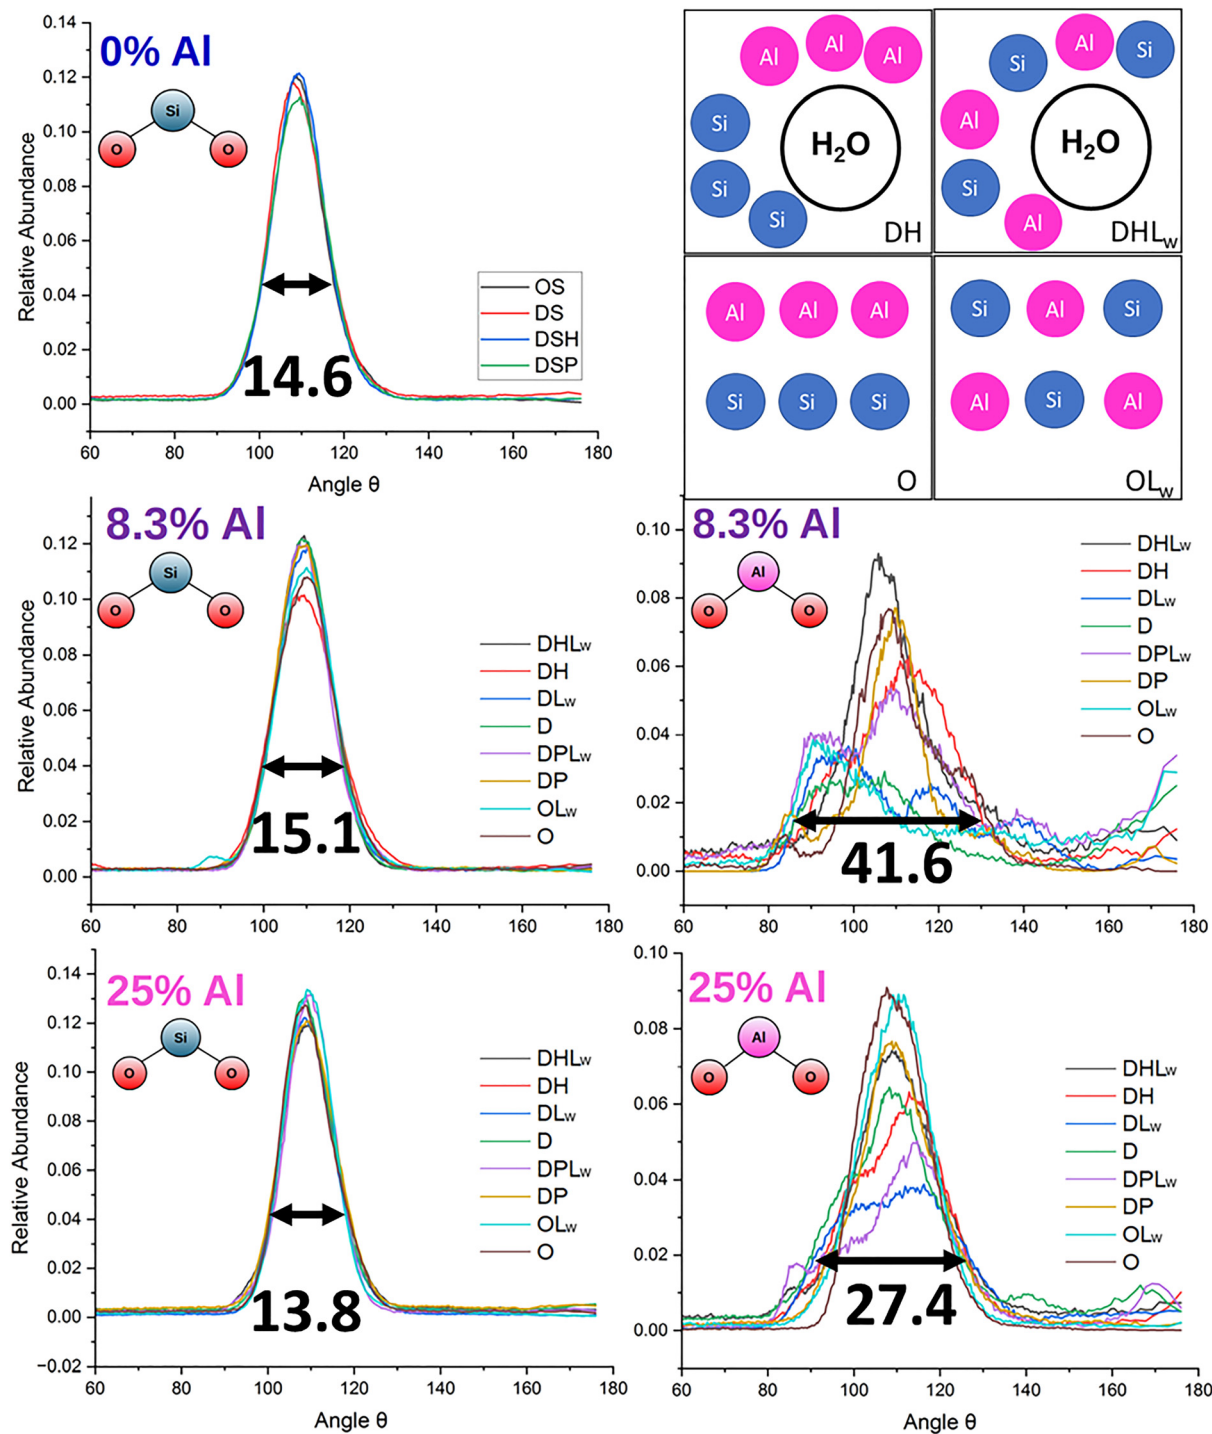 0% Al
Si
O O
0.14
0.12
0.10
0.08
0.06
0.04
0.02
0.00
Relative Abundance
14.6
OS
DS
DSH
DSP
60 80 100 120 140 160 180
Angle θ
Al Al Al
Si
Si
Si
H2O
DH
Si Al Si
Al
Si
Al
H2O
DHLw
Al Al Al
Si Si Si
O
Si Al Si
Al Si Al
OLw
8.3% Al
Si
O O
0.12
0.10
0.08
0.06
0.04
0.02
0.00
Relative Abundance
15.1
DHLw
DH
DLw
D
DPLw
DP
OLw
O
60 80 100 120 140 160 180
8.3% Al
Al
O O
0.10
0.08
0.06
0.04
0.02
0.00
41.6
DHLw
DH
DLw
D
DPLw
DP
OLw
O
60 80 100 120 140 160 180
25% Al
Si
O O
0.14
0.12
0.10
0.08
0.06
0.04
0.02
0.00
−0.02
Relative Abundance
13.8
DHLw
DH
DLw
D
DPLw
DP
OLw
O
60 80 100 120 140 160 180
Angle θ
25% Al
Al
O O
0.10
0.08
0.06
0.04
0.02
0.00
27.4
DHLw
DH
DLw
D
DPLw
DP
OLw
O
60 80 100 120 140 160 180
Angle θ